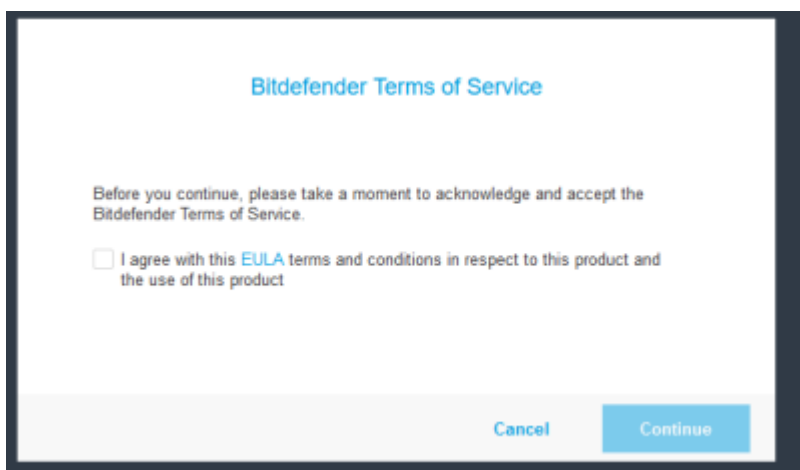 Bitdefender Terms of Service
Before you continue, please take a moment to acknowledge and accept the
Bitdefender Terms of Service.
I agree with this EULA terms and conditions in respect to this product and
the use of this product
Cancel
Continue